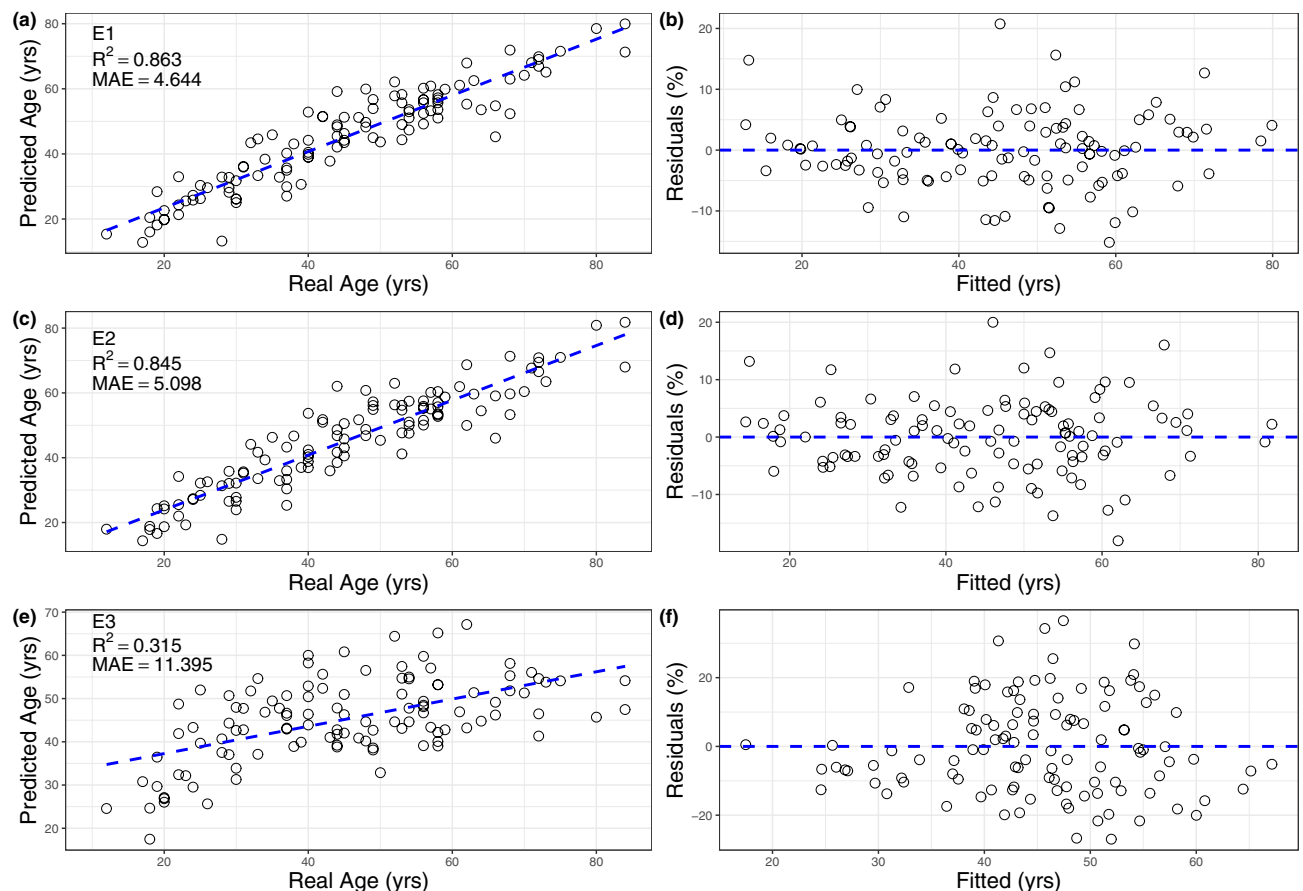 (a)
E1
R² = 0.863
MAE = 4.644
Predicted Age (yrs)
80
60
40
20
20 40 60 80
Real Age (yrs)
(b)
Residuals (%)
20
10
0
−10
20 30 40 50 60 70 80
Fitted (yrs)
(c)
E2
R² = 0.845
MAE = 5.098
Predicted Age (yrs)
80
60
40
20
20 40 60 80
Real Age (yrs)
(d)
Residuals (%)
20
10
0
−10
20 40 60 80
Fitted (yrs)
(e)
E3
R² = 0.315
MAE = 11.395
Predicted Age (yrs)
70
60
50
40
30
20
20 40 60 80
Real Age (yrs)
(f)
Residuals (%)
20
0
−20
20 30 40 50 60
Fitted (yrs)